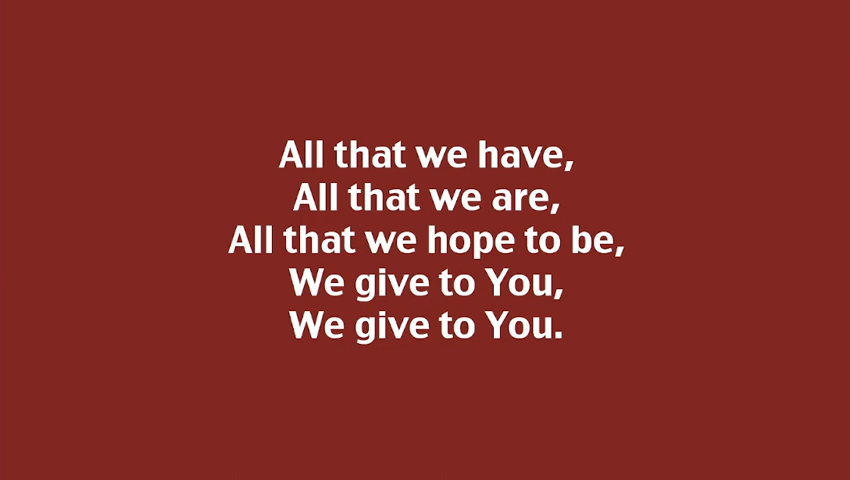 All that we have,
All that we are,
All that we hope to be,
We give to You,
We give to You.